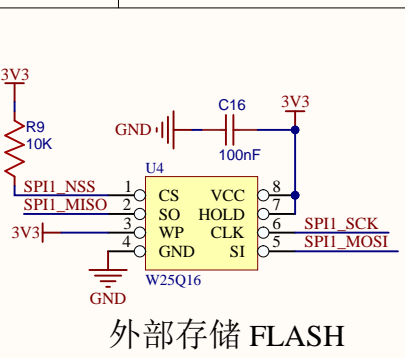 3V3
R9
10K
C16
3V3
GND
100nF
U4
SPI1_NSS 1 CS VCC 8
SPI1_MISO 2 SO HOLD 7
3V3 3 WP CLK 6 SPI1_SCK
4 GND SI 5 SPI1_MOSI
GND
W25Q16
外部存储 FLASH